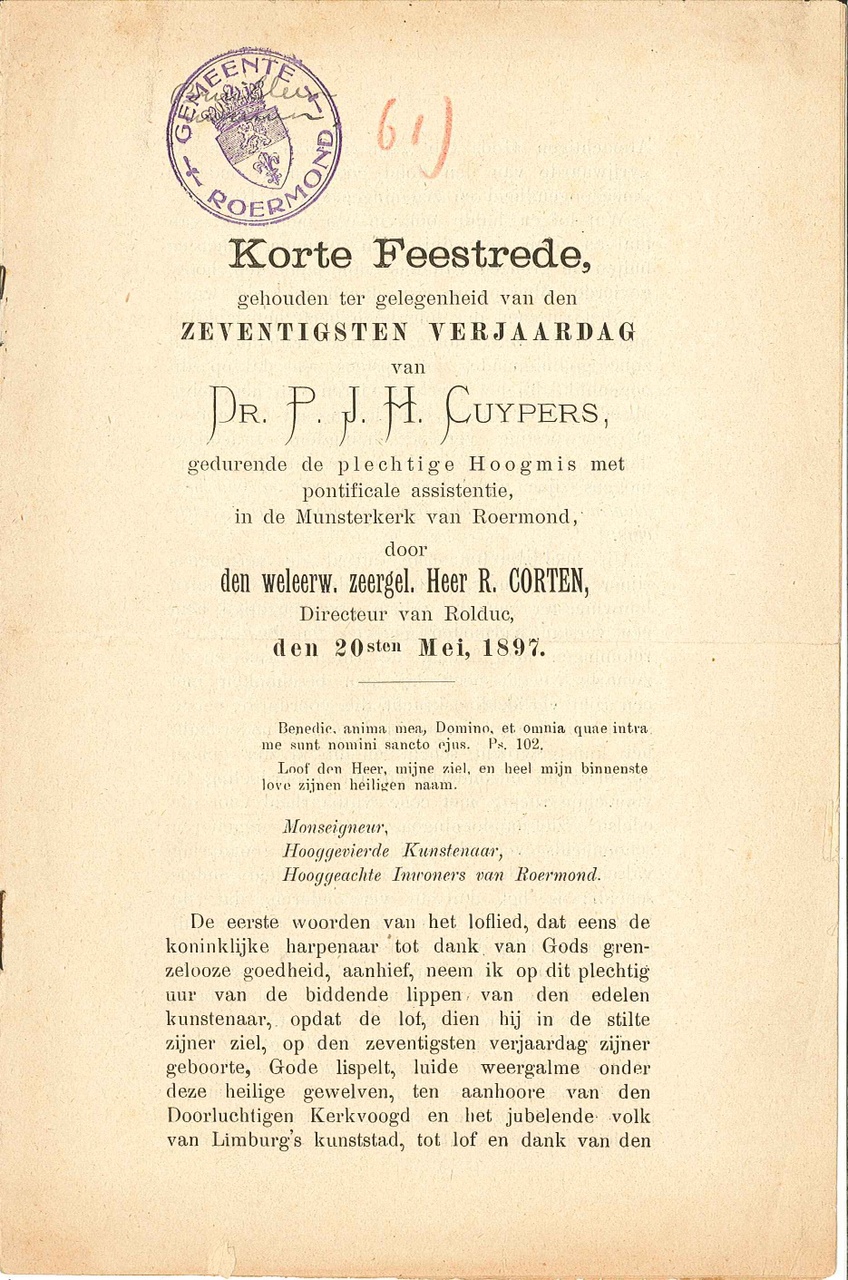 GEMEENTE ROERMOND
61)
Korte Feestrede,
gehouden ter gelegenheid van den
ZEVENTIGSTEN VERJAARDAG
van
DR. P. J. H. CUYPERS,
gedurende de plechtige Hoogmis met
pontificale assistentie,
in de Munsterkerk van Roermond,
door
den weleerw. zeergel. Heer R. CORTEN,
Directeur van Rolduc,
den 20sten Mei, 1897.
Benedic, anima mea, Domino, et omnia quae intra
me sunt nomini sancto ejus. Ps. 102.
Loof den Heer, mijne ziel, en heel mijn binnenste
love zijnen heiligen naam.
Monseigneur,
Hooggevierde Kunstenaar,
Hooggeachte Inwoners van Roermond.
De eerste woorden van het loflied, dat eens de
koninklijke harpenaar tot dank van Gods gren-
zelooze goedheid, aanhief, neem ik op dit plechtig
uur van de biddende lippen van den edelen
kunstenaar, opdat de lof, dien hij in de stilte
zijner ziel, op den zeventigsten verjaardag zijner
geboorte, Gode lispelt, luide weergalme onder
deze heilige gewelven, ten aanhoore van den
Doorluchtigen Kerkvoogd en het jubelende volk
van Limburg's kunststad, tot lof en dank van den